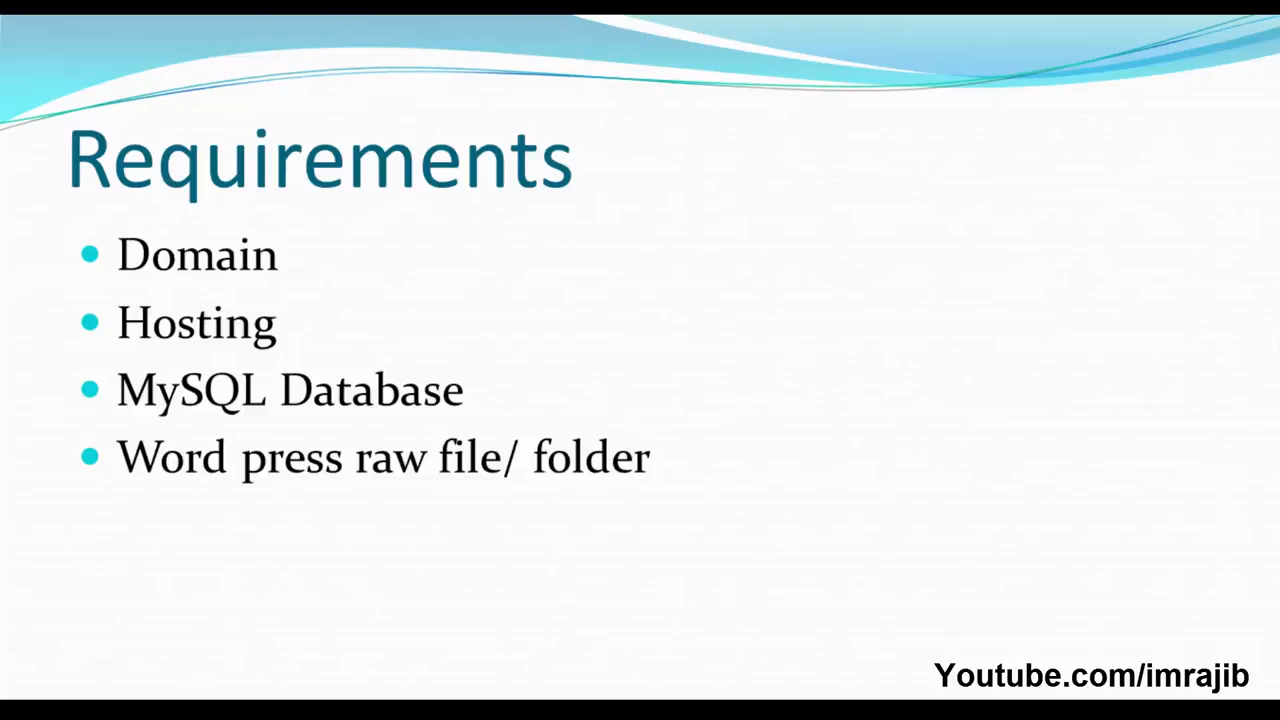 Requirements
Domain
Hosting
MySQL Database
Word press raw file/ folder
Youtube.com/imrajib